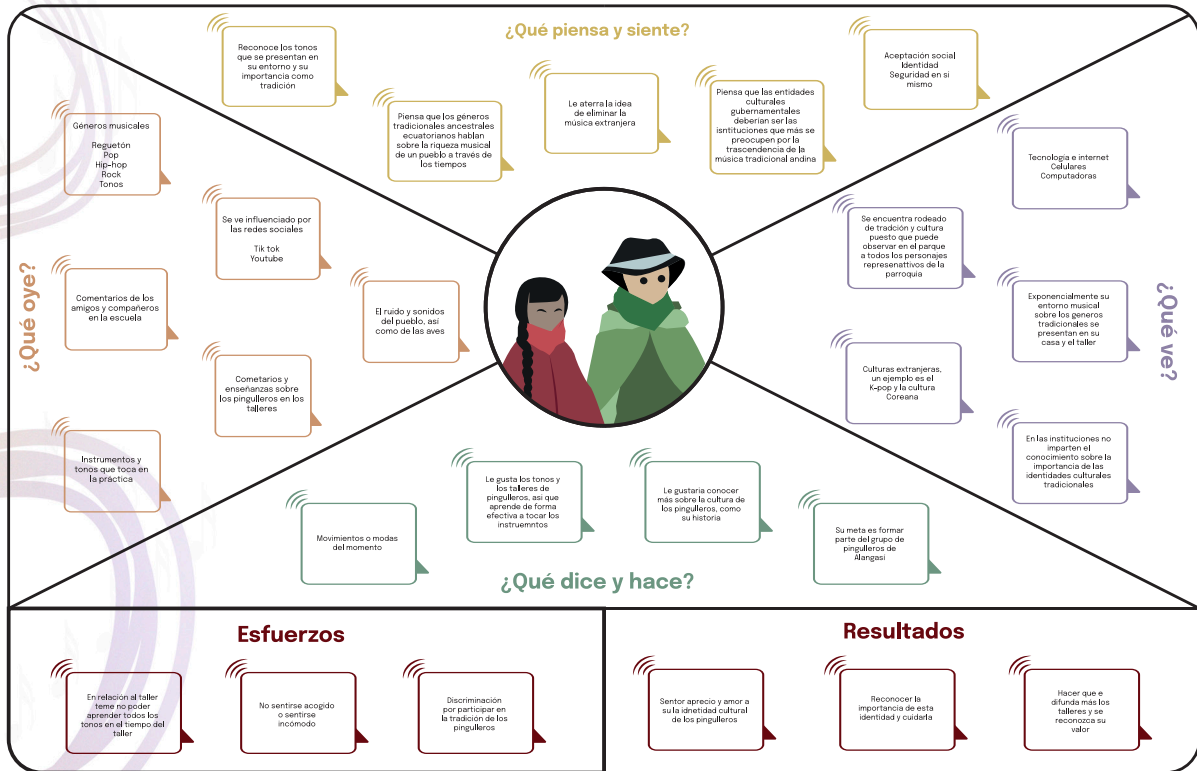 ¿Qué piensa y siente?
Reconoce los tonos
que se presentan en
su entorno y su
importancia como
tradición
Piensa que los géneros
tradicionales ancestrales
ecuatorianos hablan
sobre la riqueza musical
de un pueblo a través de
los tiempos
Le aterra la idea
de eliminar la
música extranjera
Piensa que las entidades
culturales
gubernamentales
deberían ser las
isntituciones que más se
preocupen por la
trascendencia de la
música tradicional andina
Aceptación social
Identidad
Seguridad en si
mismo
¿Qué oye?
Géneros musicales
Reguetón
Pop
Hip-hop
Rock
Tonos
Se ve influenciado por
las redes sociales
Tik tok
Youtube
Comentarios de los
amigos y compañeros
en la escuela
El ruido y sonidos
del pueblo, así
como de las aves
Cometarios y
enseñanzas sobre
los pingulleros en los
talleres
Instrumentos y
tonos que toca en
la práctica
¿Qué ve?
Tecnología e internet
Celulares
Computadoras
Se encuentra rodeado
de tradción y cultura
puesto que puede
observar en el parque
a todos los personajes
represenattivos de la
parroquia
Exponencialmente su
entorno musical
sobre los generos
tradicionales se
presentan en su
casa y el taller
Culturas extranjeras,
un ejemplo es el
K-pop y la cultura
Coreana
En las instituciones no
imparten el
conocimiento sobre la
importancia de las
identidades culturales
tradicionales
Movimientos o modas
del momento
Le gusta los tonos y
los talleres de
pingulleros, asi que
aprende de forma
efectiva a tocar los
instruemntos
Le gustaria conocer
más sobre la cultura de
los pingulleros, como
su historia
Su meta es formar
parte del grupo de
pingulleros de
Alangasí
¿Qué dice y hace?
Esfuerzos
En relación al taller
teme no poder
aprender todos los
tonos en el tiempo del
taller
No sentirse acogido
o sentirse
incómodo
Discriminación
por participar en
la tradición de los
pingulleros
Resultados
Sentor aprecio y amor a
su la idnetidad cultural
de los pingulleros
Reconocer la
importancia de esta
identidad y cuidarla
Hacer que e
difunda más los
talleres y se
reconozca su
valor